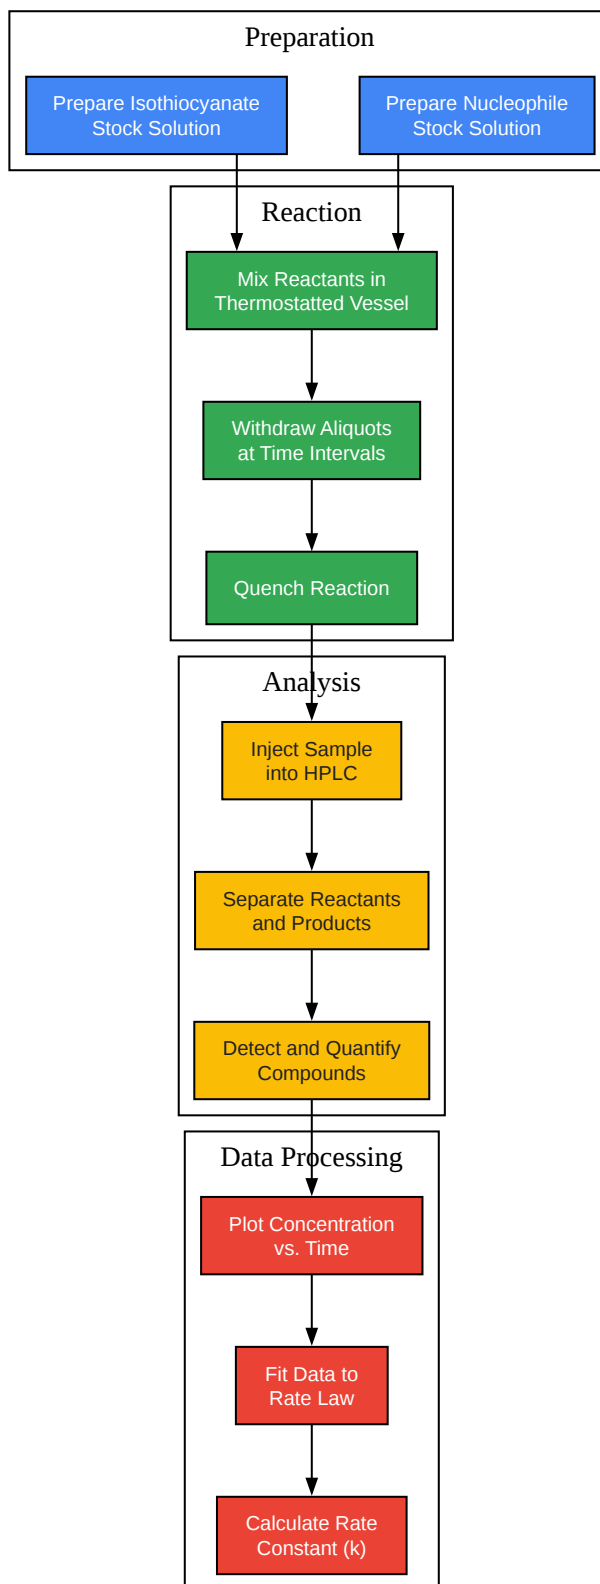 Preparation
Prepare Isothiocyanate
Stock Solution
Prepare Nucleophile
Stock Solution
Reaction
Mix Reactants in
Thermostatted Vessel
Withdraw Aliquots
at Time Intervals
Quench Reaction
Analysis
Inject Sample
into HPLC
Separate Reactants
and Products
Detect and Quantify
Compounds
Data Processing
Plot Concentration
vs. Time
Fit Data to
Rate Law
Calculate Rate
Constant (k)